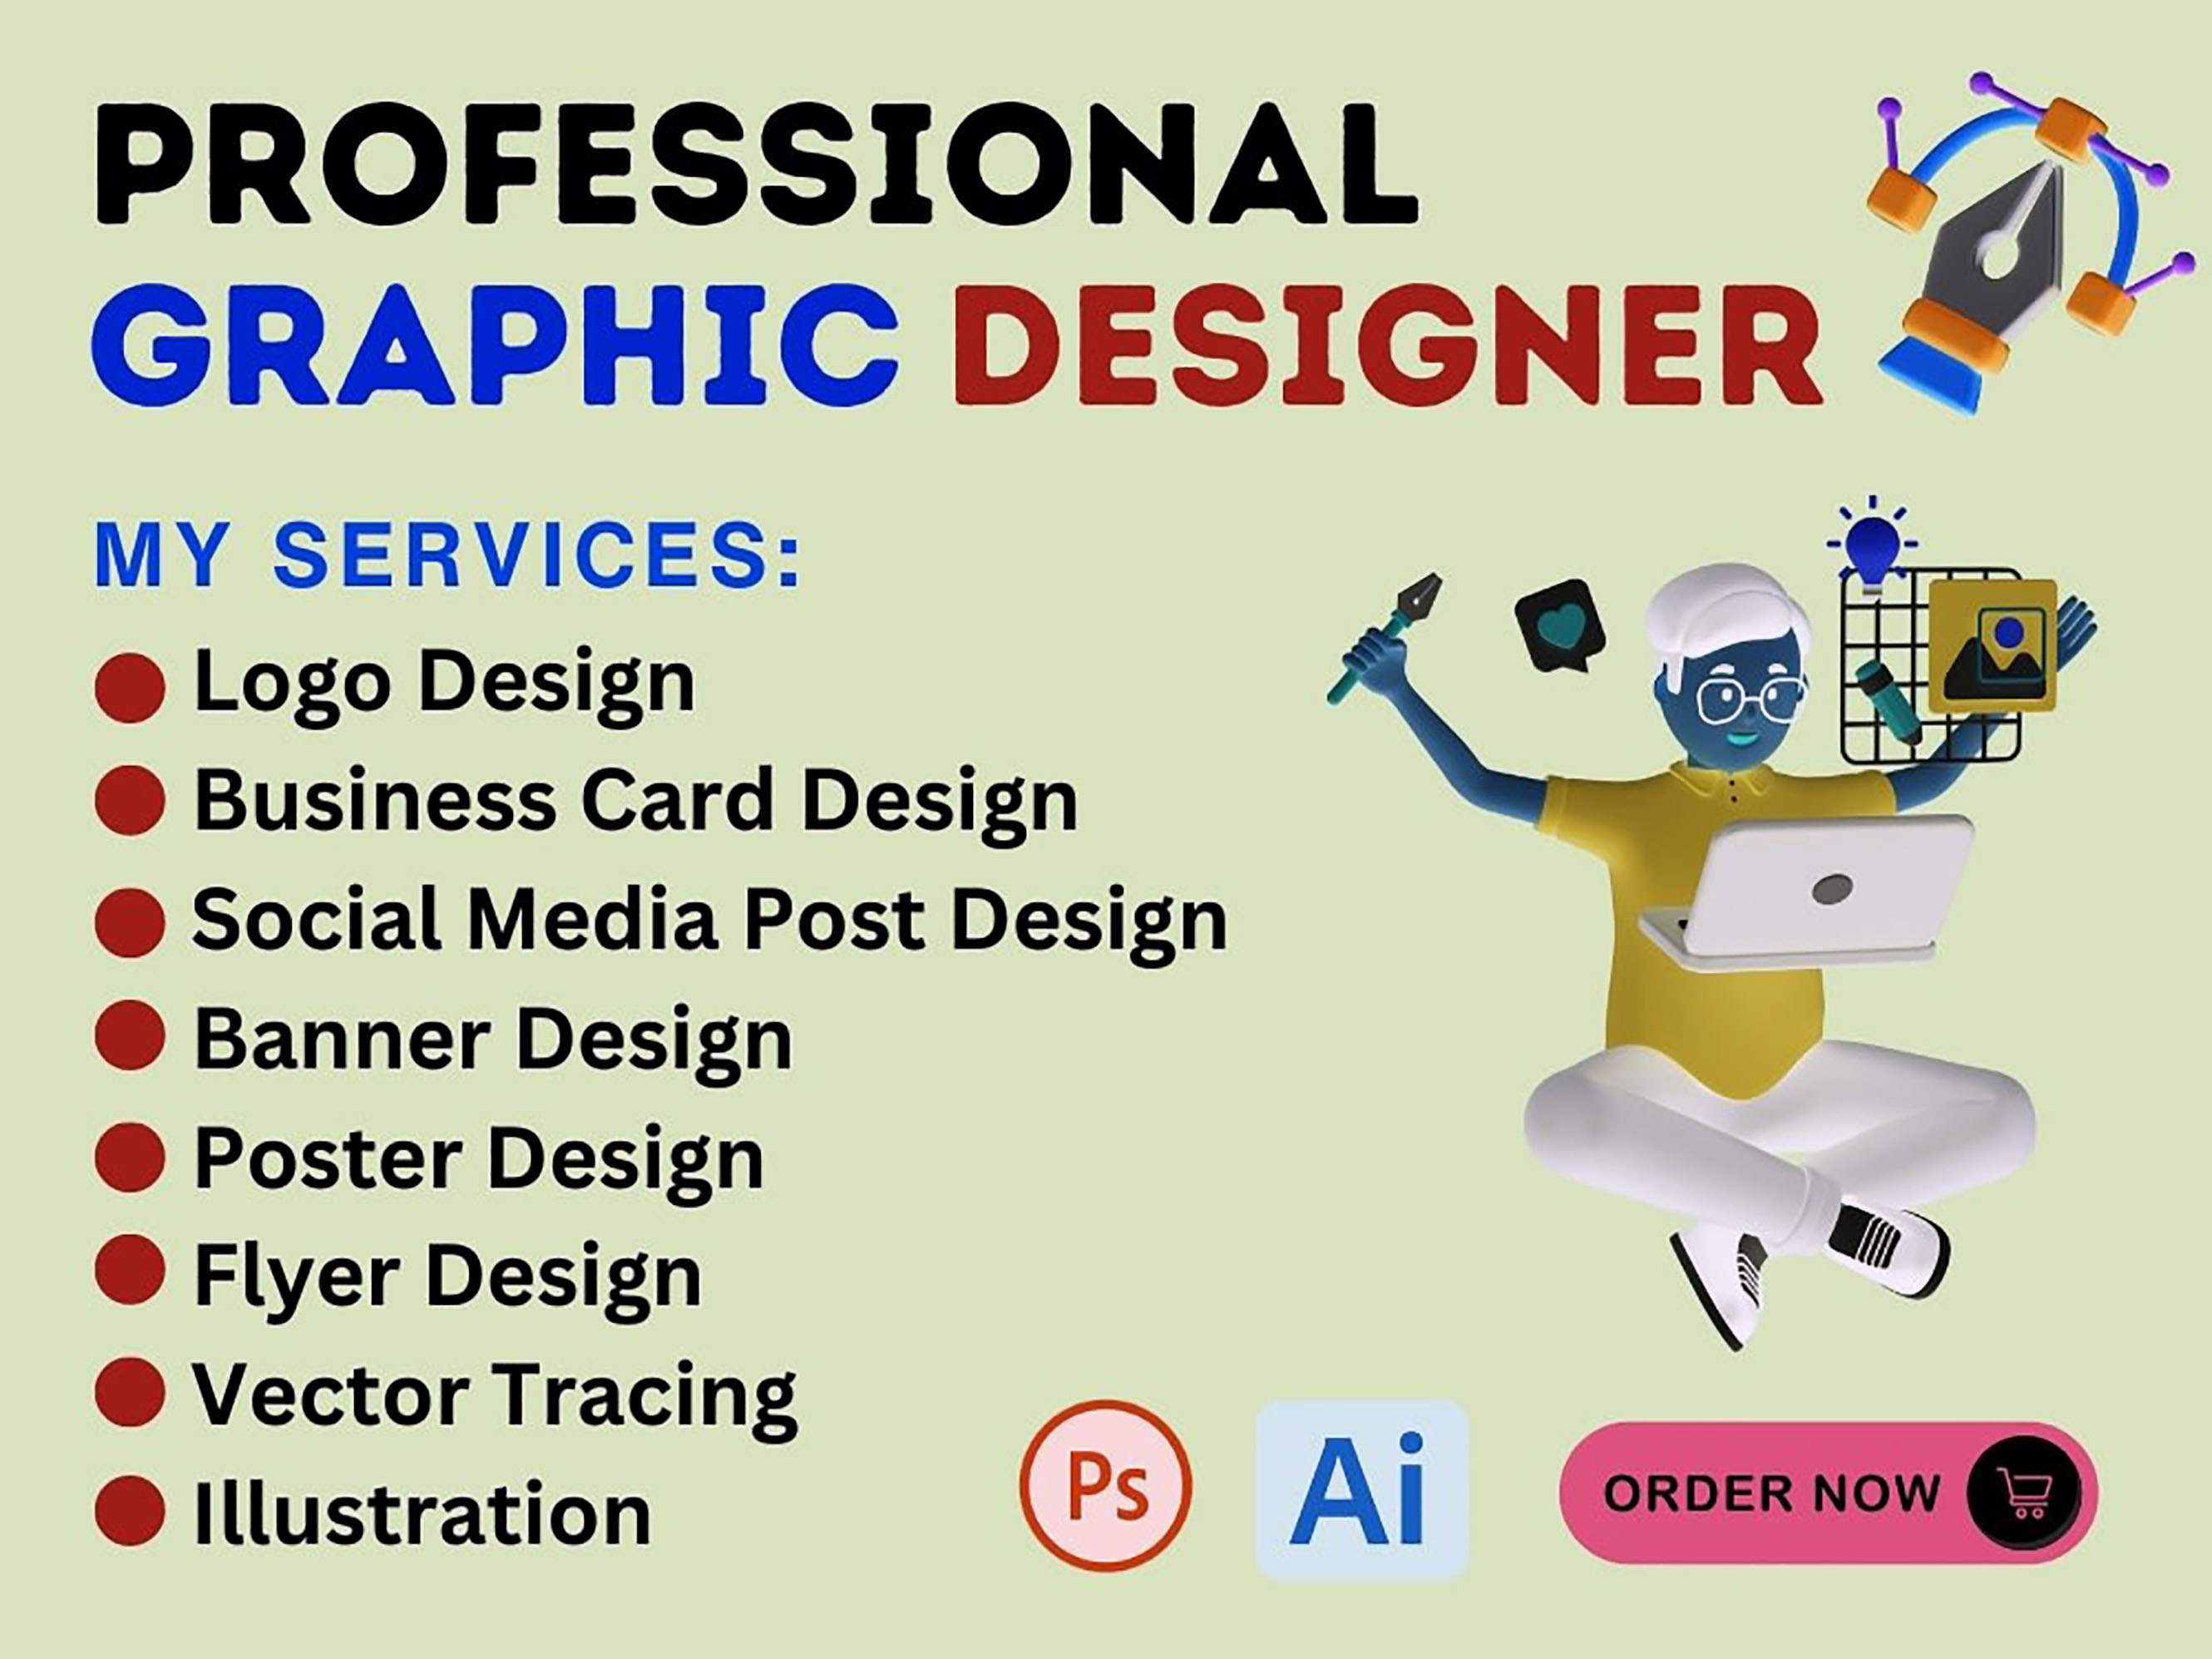 PROFESSIONAL
GRAPHIC DESIGNER
MY SERVICES:
Logo Design
Business Card Design
Social Media Post Design
Banner Design
Poster Design
Flyer Design
Vector Tracing
Illustration
Ps
Ai
ORDER NOW